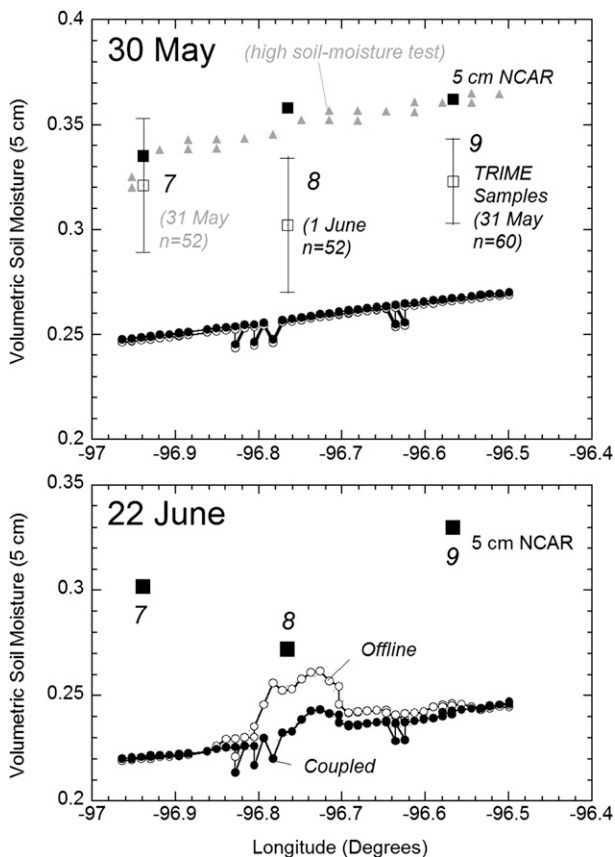 30 May
(high soil-moisture test)
5 cm NCAR
7
8
9
(31 May
n=52)
(1 June
n=52)
TRIME
Samples
(31 May
n=60)
Volumetric Soil Moisture (5 cm)
0.4
0.35
0.3
0.25
0.2
-97
-96.9
-96.8
-96.7
-96.6
-96.5
-96.4
22 June
7
8
9
5 cm NCAR
Offline
Coupled
Volumetric Soil Moisture (5 cm)
0.35
0.3
0.25
0.2
-97
-96.9
-96.8
-96.7
-96.6
-96.5
-96.4
Longitude (Degrees)